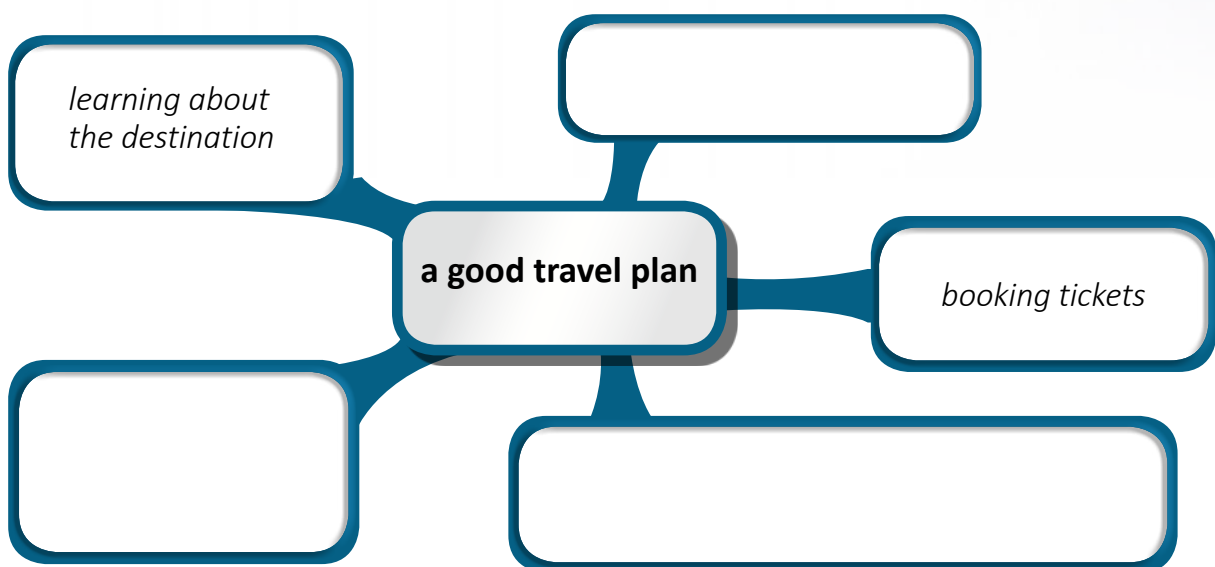 learning about
the destination
a good travel plan
booking tickets